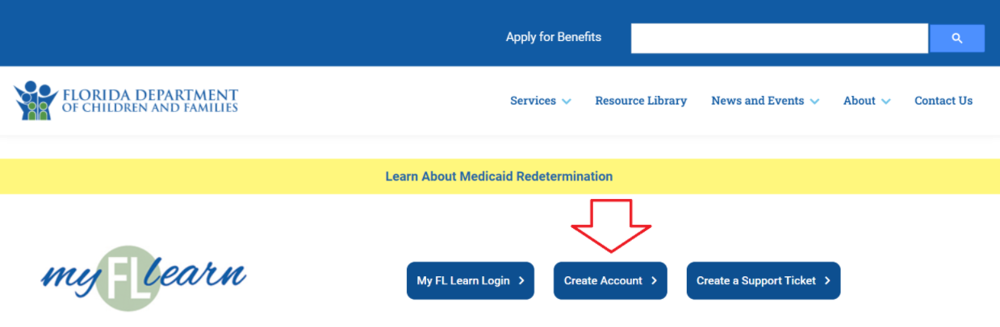 Apply for Benefits
FLORIDA DEPARTMENT
OF CHILDREN AND FAMILIES
Services Resource Library News and Events About Contact Us
Learn About Medicaid Redetermination
myFLlearn
My FL Learn Login > Create Account > Create a Support Ticket >